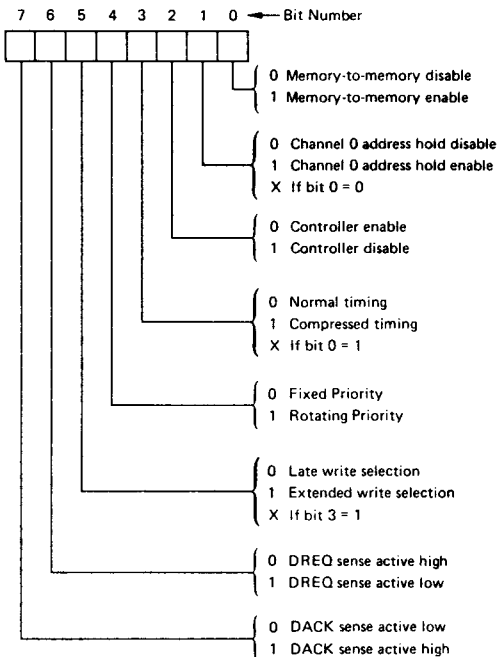 7 6 5 4 3 2 1 0 Bit Number
0 Memory-to-memory disable
1 Memory-to-memory enable
0 Channel 0 address hold disable
1 Channel 0 address hold enable
X If bit 0 = 0
0 Controller enable
1 Controller disable
0 Normal timing
1 Compressed timing
X If bit 0 = 1
0 Fixed Priority
1 Rotating Priority
0 Late write selection
1 Extended write selection
X If bit 3 = 1
0 DREQ sense active high
1 DREQ sense active low
0 DACK sense active low
1 DACK sense active high